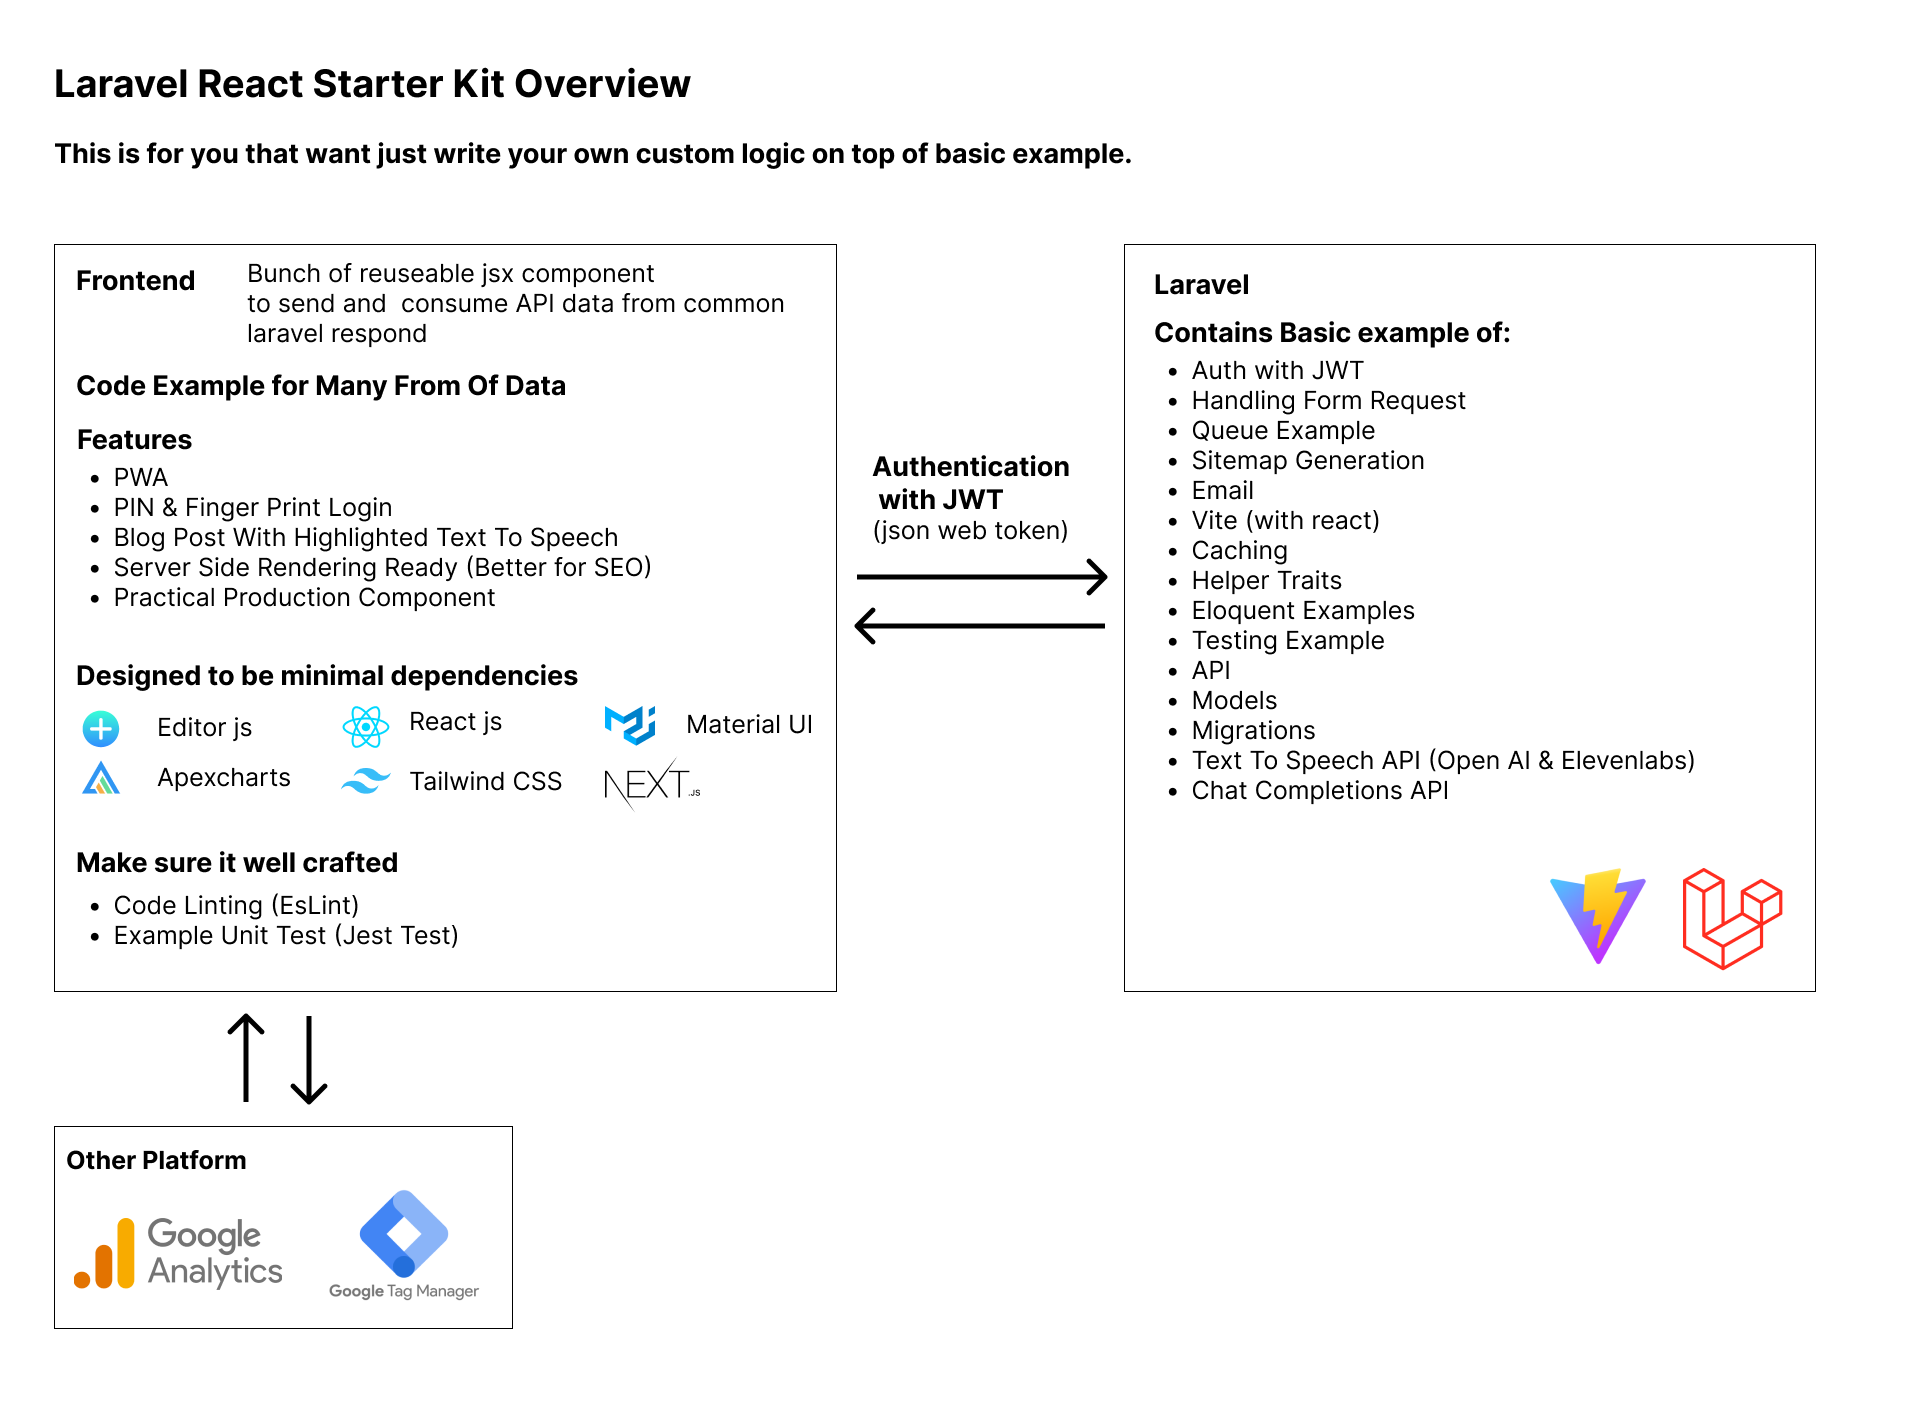 Laravel React Starter Kit Overview
This is for you that want just write your own custom logic on top of basic example.
Frontend
Bunch of reuseable jsx component
to send and  consume API data from common
laravel respond
Code Example for Many From Of Data
Features
• PWA
• PIN & Finger Print Login
• Blog Post With Highlighted Text To Speech
• Server Side Rendering Ready (Better for SEO)
• Practical Production Component
Designed to be minimal dependencies
Editor js
React js
Material UI
Apexcharts
Tailwind CSS
NEXT.JS
Make sure it well crafted
• Code Linting (EsLint)
• Example Unit Test (Jest Test)
Authentication
with JWT
(json web token)
Laravel
Contains Basic example of:
• Auth with JWT
• Handling Form Request
• Queue Example
• Sitemap Generation
• Email
• Vite (with react)
• Caching
• Helper Traits
• Eloquent Examples
• Testing Example
• API
• Models
• Migrations
• Text To Speech API (Open AI & Elevenlabs)
• Chat Completions API
Other Platform
Google
Analytics
Google Tag Manager